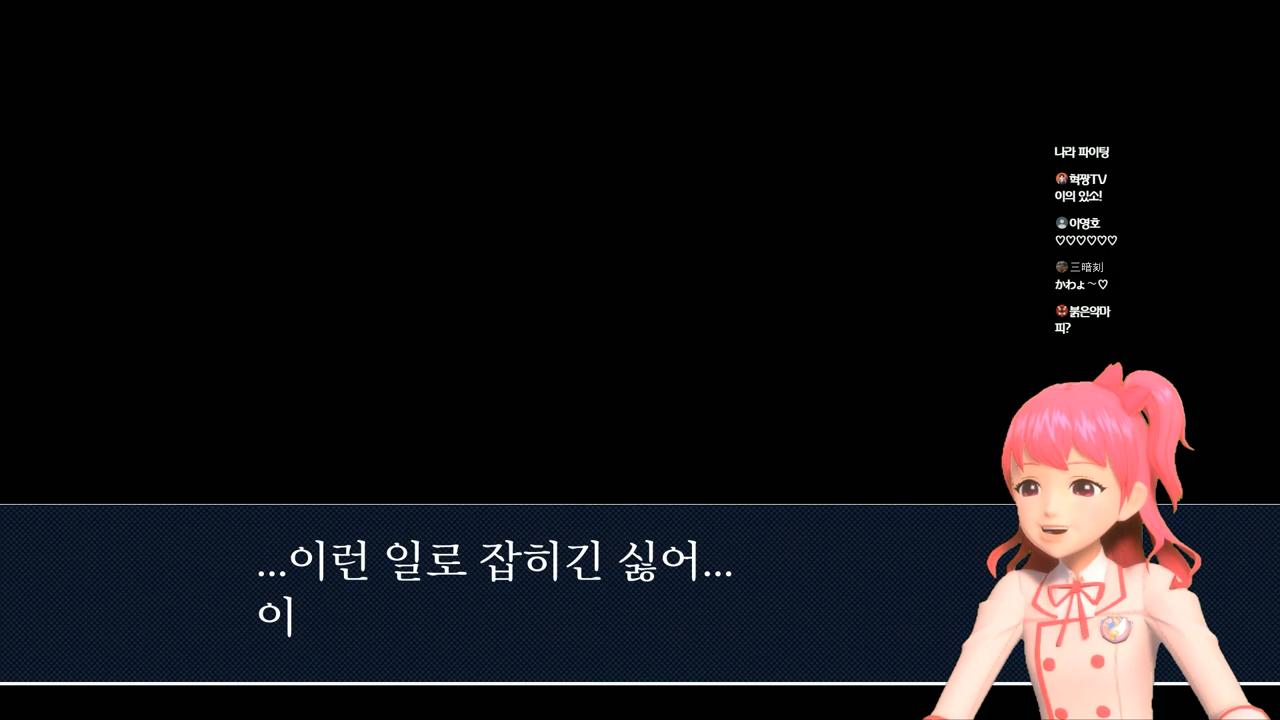 나라 파이팅
혁짱TV
이의 있소!
이영호
♡♡♡♡♡♡
三暗刻
かわょ～♡
붉은악마
피?
...이런 일로 잡히긴 싫어...
이